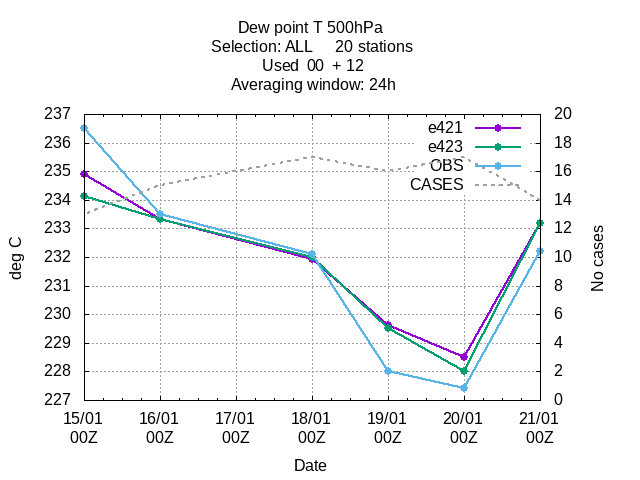 Dew point T 500hPa
Selection: ALL     20 stations
Used  00  + 12
Averaging window: 24h
237
236
235
234
233
232
231
230
229
228
227
deg C
20
18
16
14
12
10
8
6
4
2
0
No cases
e421
e423
OBS
CASES
15/01 16/01 17/01 18/01 19/01 20/01 21/01
00Z 00Z 00Z 00Z 00Z 00Z 00Z
Date